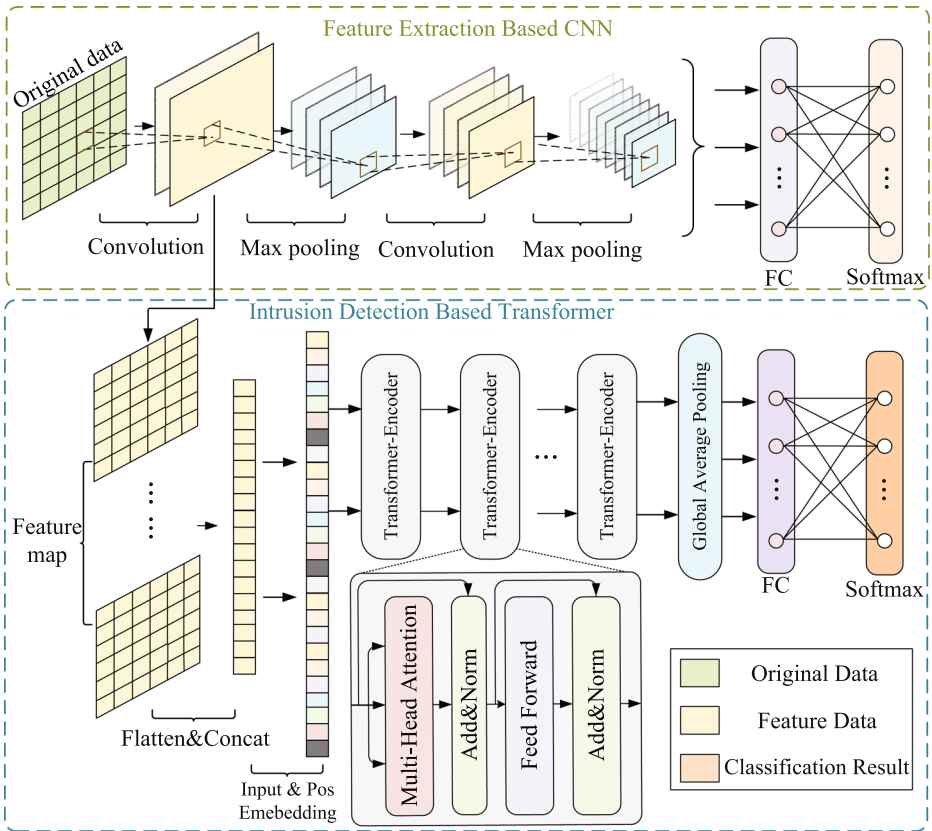 Feature Extraction Based CNN
Original data
Convolution
Max pooling
Convolution
Max pooling
FC
Softmax
Intrusion Detection Based Transformer
Feature
map
Flatten&Concat
Input & Pos
Emebedding
Transformer-Encoder
Transformer-Encoder
...
Transformer-Encoder
Global Average Pooling
FC
Softmax
Multi-Head Attention
Add&Norm
Feed Forward
Add&Norm
Original Data
Feature Data
Classification Result